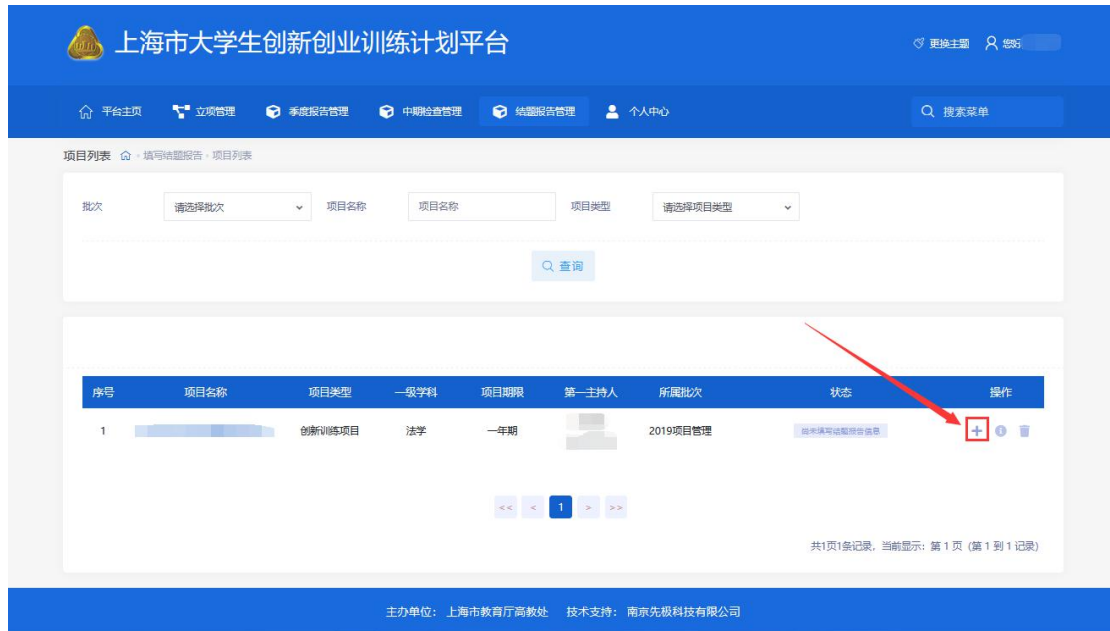 上海市大学生创新创业训练计划平台
更换主题 您好
平台主页 立项管理 季度报告管理 中期检查管理 结题报告管理 个人中心 搜索菜单
项目列表 填写结题报告 项目列表
批次 请选择批次 项目名称 项目名称 项目类型 请选择项目类型
查询
序号 项目名称 项目类型 一级学科 项目期限 第一主持人 所属批次 状态 操作
1 创新训练项目 法学 一年期 2019项目管理 尚未填写结题报告信息
<< < 1 > >>
共1页1条记录, 当前显示: 第 1 页 (第 1 到 1 记录)
主办单位： 上海市教育厅高教处 技术支持： 南京先极科技有限公司